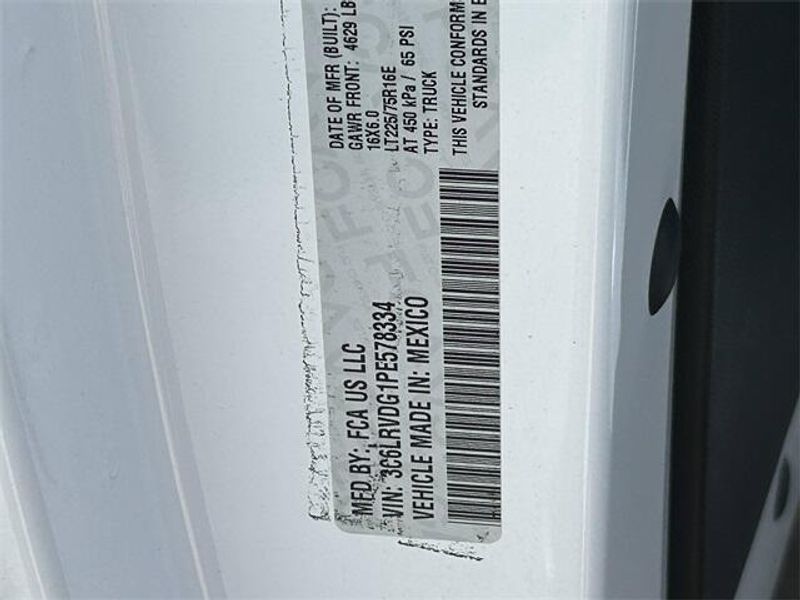 MFD BY: FCA US LLC
VIN: 3C6LRVDG1PE578334
VEHICLE MADE IN: MEXICO
DATE OF MFR (BUILT):
GAWR FRONT: 4629 LB
16X6.0
LT225/75R16E
AT 450 kPa / 65 PSI
TYPE: TRUCK
THIS VEHICLE CONFORM
STANDARDS IN E